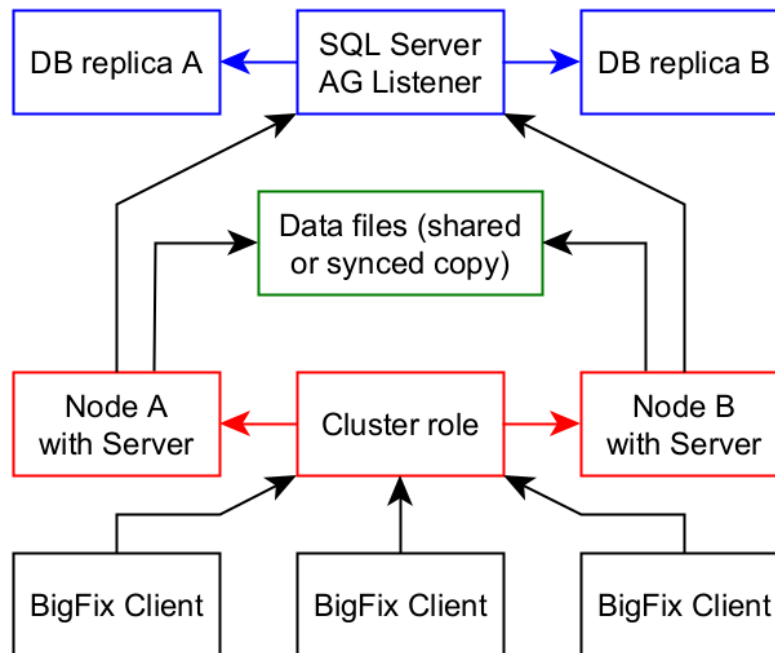 DB replica A
SQL Server
AG Listener
DB replica B
Data files (shared
or synced copy)
Node A
with Server
Cluster role
Node B
with Server
BigFix Client
BigFix Client
BigFix Client